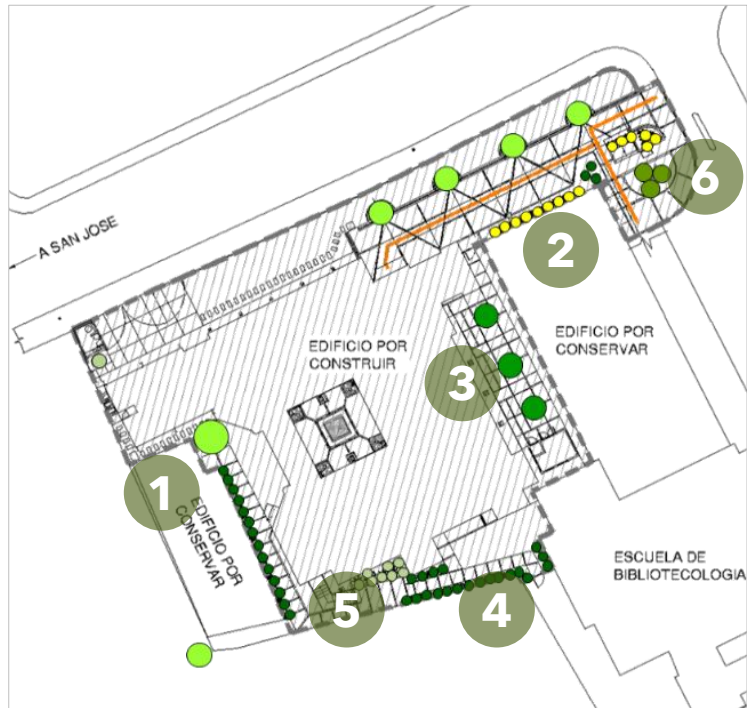 A SAN JOSE
6
2
EDIFICIO POR
CONSERVAR
EDIFICIO POR
CONSTRUIR
3
1
EDIFICIO POR
CONSERVAR
ESCUELA DE
BIBLIOTECOLOGIA
5
4